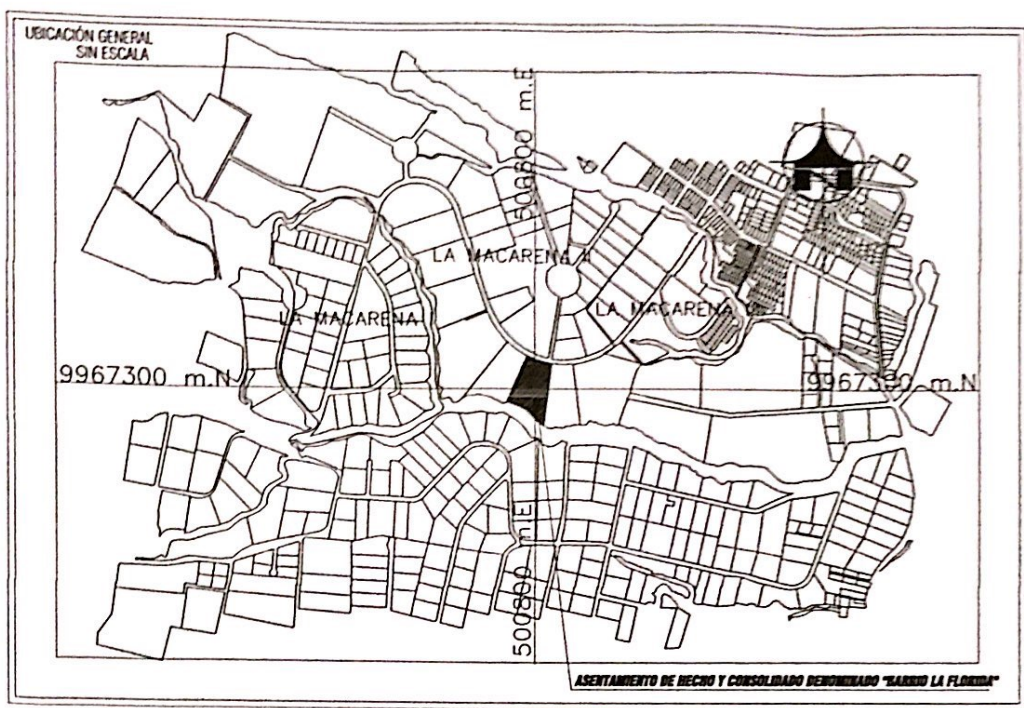 UBICACIÓN GENERAL
SIN ESCALA
500800 m.E
LA MACARENA II
LA MACARENA
LA MACARENA
9967300 m.N
9967300 m.N
500800 m.E
ASENTAMIENTO DE HECHO Y CONSOLIDADO DENOMINADO "BARRIO LA FLORIDA"